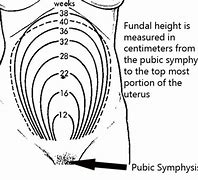 weeks
38
40
36
32
28
22
16
12
Fundal height is
measured in
centimeters from
the pubic symphy
to the top most
portion of the
uterus
Pubic Symphysis